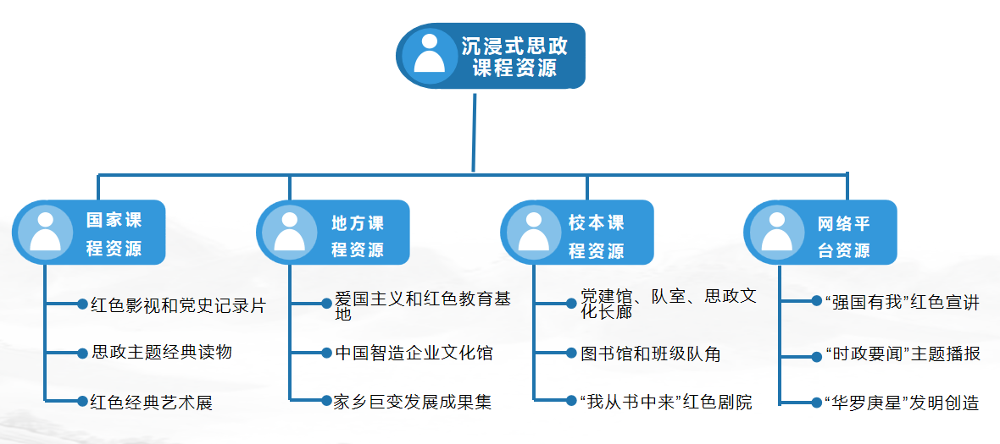 沉浸式思政
课程资源
国家课
程资源
地方课
程资源
校本课
程资源
网络平
台资源
红色影视和党史记录片
思政主题经典读物
红色经典艺术展
爱国主义和红色教育基
地
中国智造企业文化馆
家乡巨变发展成果集
党建馆、队室、思政文
化长廊
图书馆和班级队角
“我从书中来”红色剧院
“强国有我”红色宣讲
“时政要闻”主题播报
“华罗庚星”发明创造